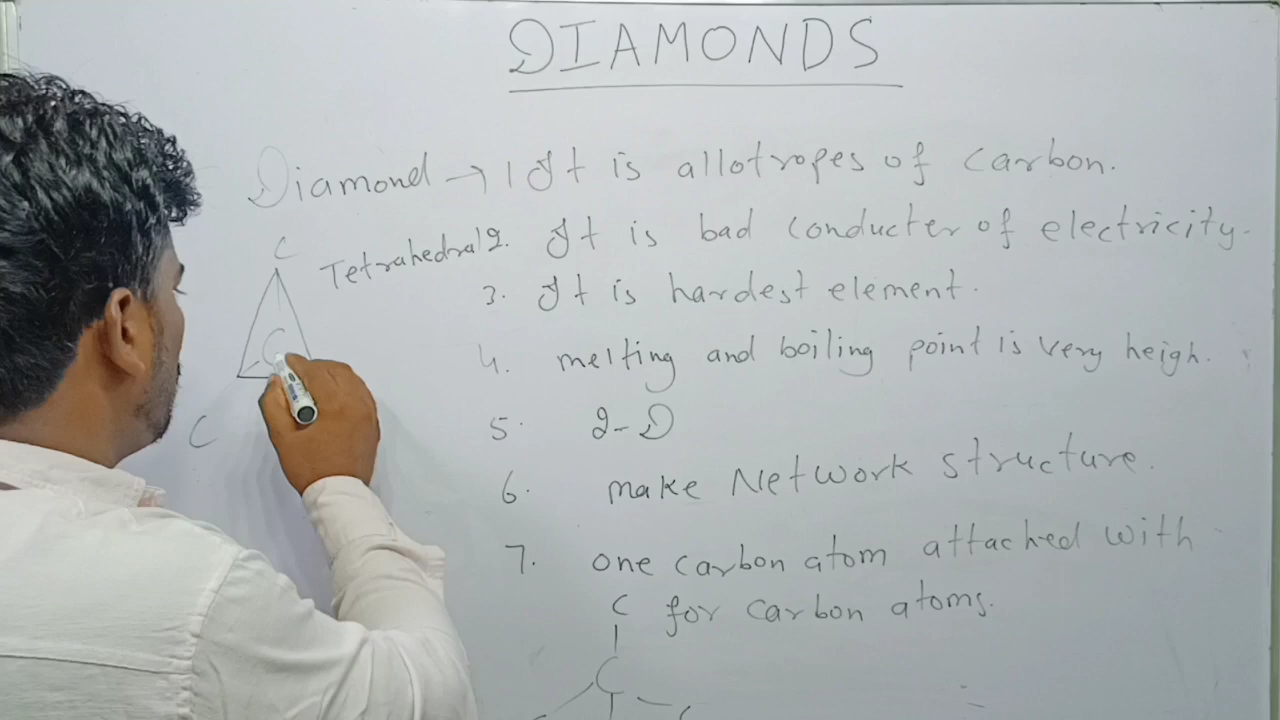 DIAMONDS
Diamond → 1 It is allotropes of carbon.
C
Tetrahedral 2. It is bad conducter of electricity.
3. It is hardest element.
C
4. melting and boiling point is very heigh.
C
5. 2-D
6. make Network structure.
7. one carbon atom attached with
C for carbon atoms.
C
C C